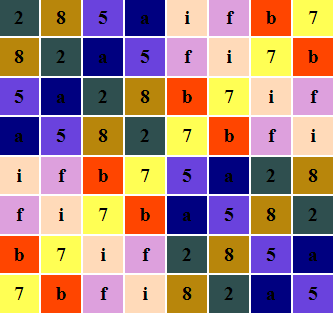 2 8 5 a i f b 7
8 2 a 5 f i 7 b
5 a 2 8 b 7 i f
a 5 8 2 7 b f i
i f b 7 5 a 2 8
f i 7 b a 5 8 2
b 7 i f 2 8 5 a
7 b f i 8 2 a 5